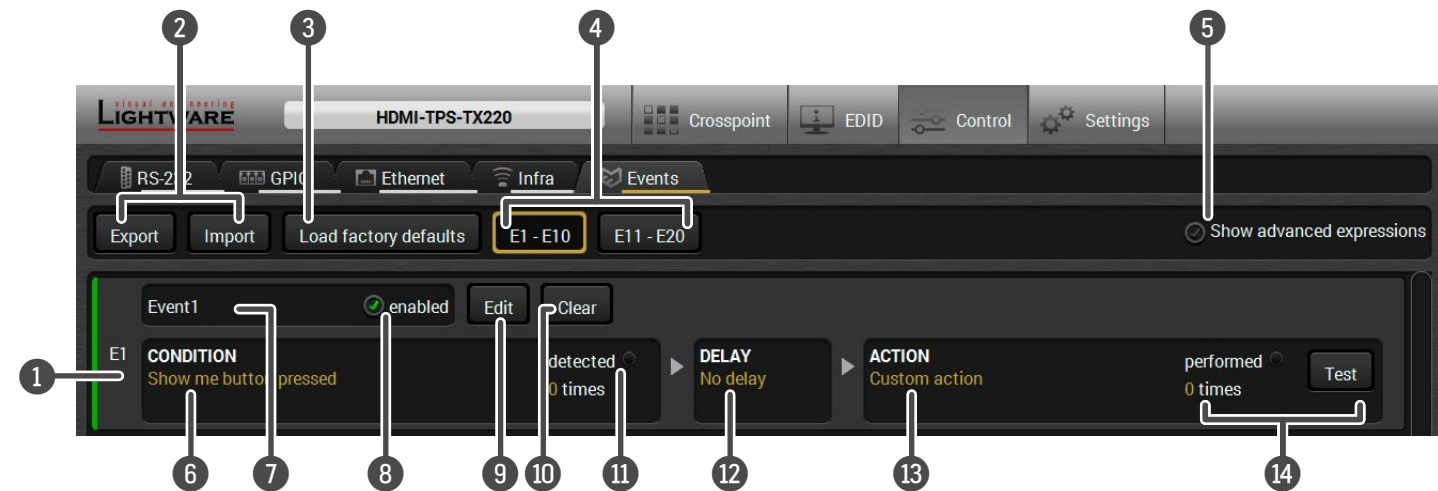 2 3 4 5
visual engineering
LIGHTWARE
HDMI-TPS-TX220
Crosspoint
EDID
Control
Settings
RS-232
GPIO
Ethernet
Infra
Events
Export
Import
Load factory defaults
E1 - E10
E11 - E20
Show advanced expressions
Event1
enabled
Edit
Clear
1
E1
CONDITION
Show me button pressed
detected
0 times
DELAY
No delay
ACTION
Custom action
performed
0 times
Test
6 7 8 9 10 11 12 13 14